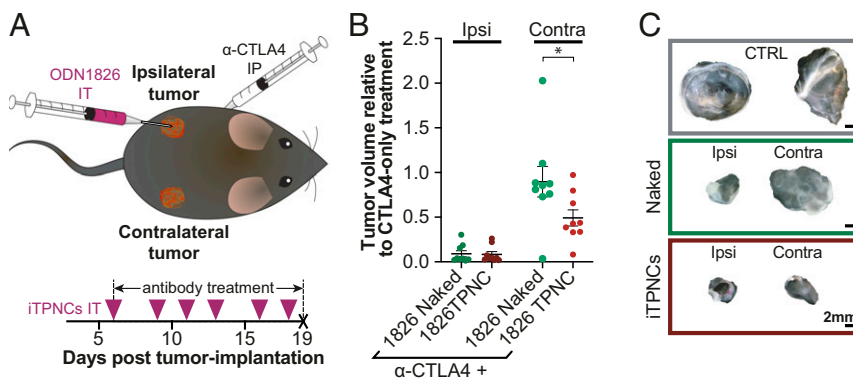 A
ODN1826
IT
Ipsilateral
tumor
α-CTLA4
IP
Contralateral
tumor
iTPNCs IT
antibody treatment
5 10 15 19
Days post tumor-implantation
B
Ipsi Contra
*
Tumor volume relative
to CTLA4-only treatment
2.5
2.0
1.5
1.0
0.5
0.0
1826 Naked
1826TPNC
1826 Naked
1826 TPNC
α-CTLA4 +
C
CTRL
Naked
Ipsi Contra
iTPNCs
Ipsi Contra
2mm